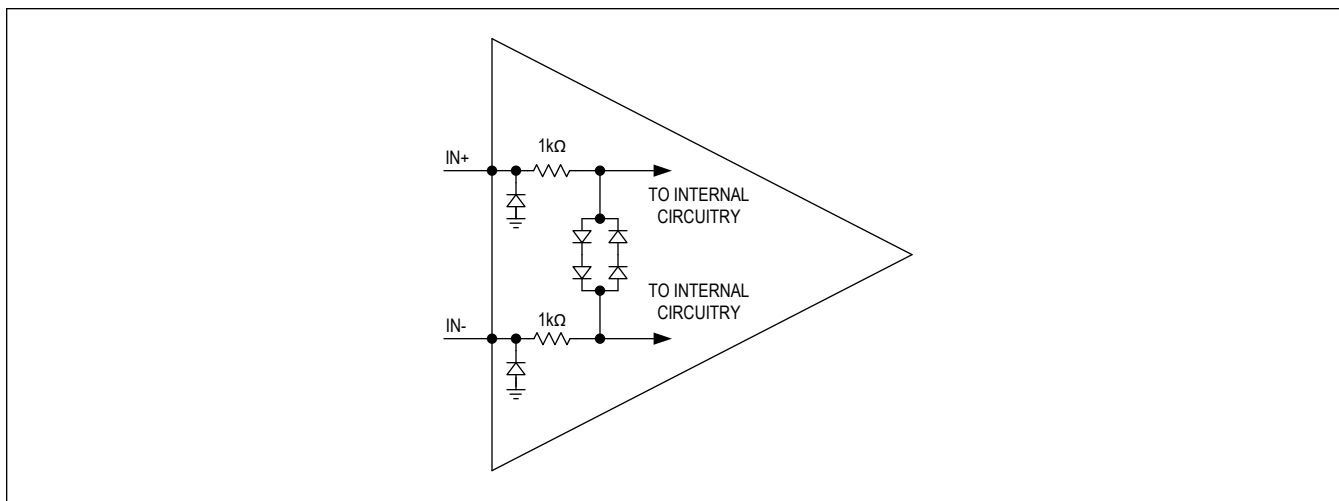 1kΩ
IN+
TO INTERNAL
CIRCUITRY
TO INTERNAL
CIRCUITRY
1kΩ
IN-